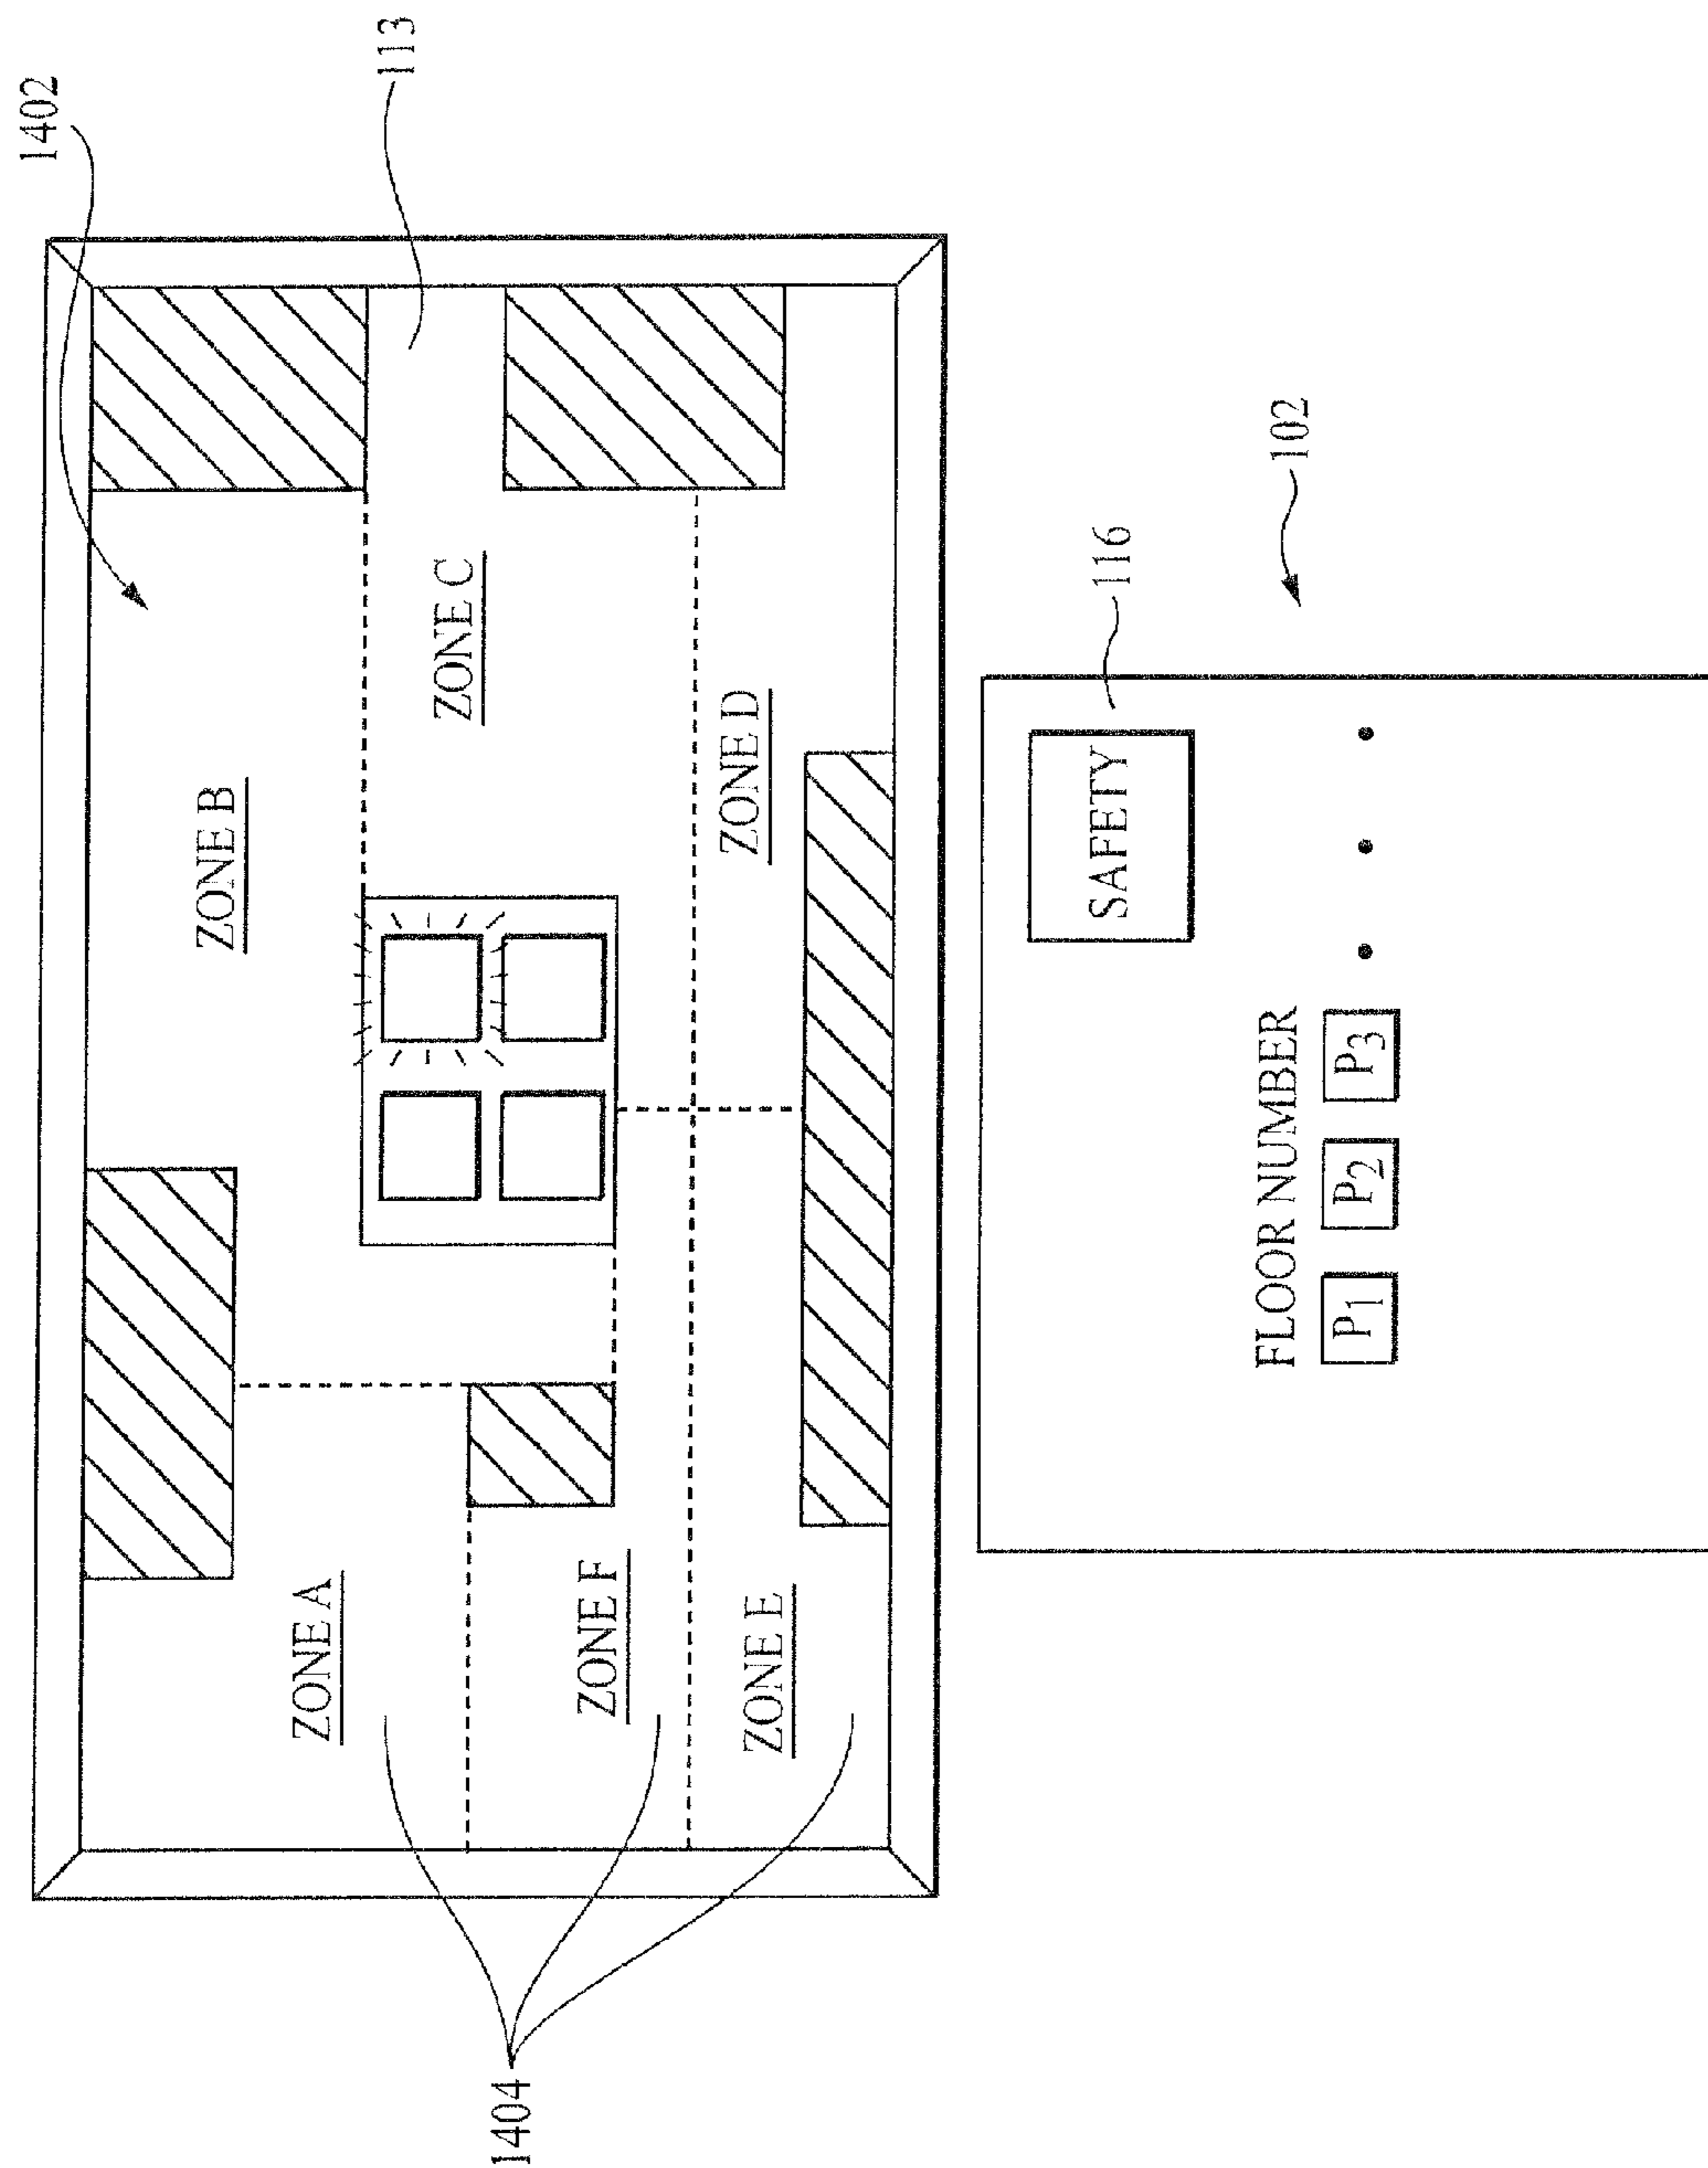 1402
113
ZONE B
ZONE C
ZONE A
ZONE F
ZONE D
ZONE E
1404
SAFETY
116
102
FLOOR NUMBER
P1 P2 P3 • • •